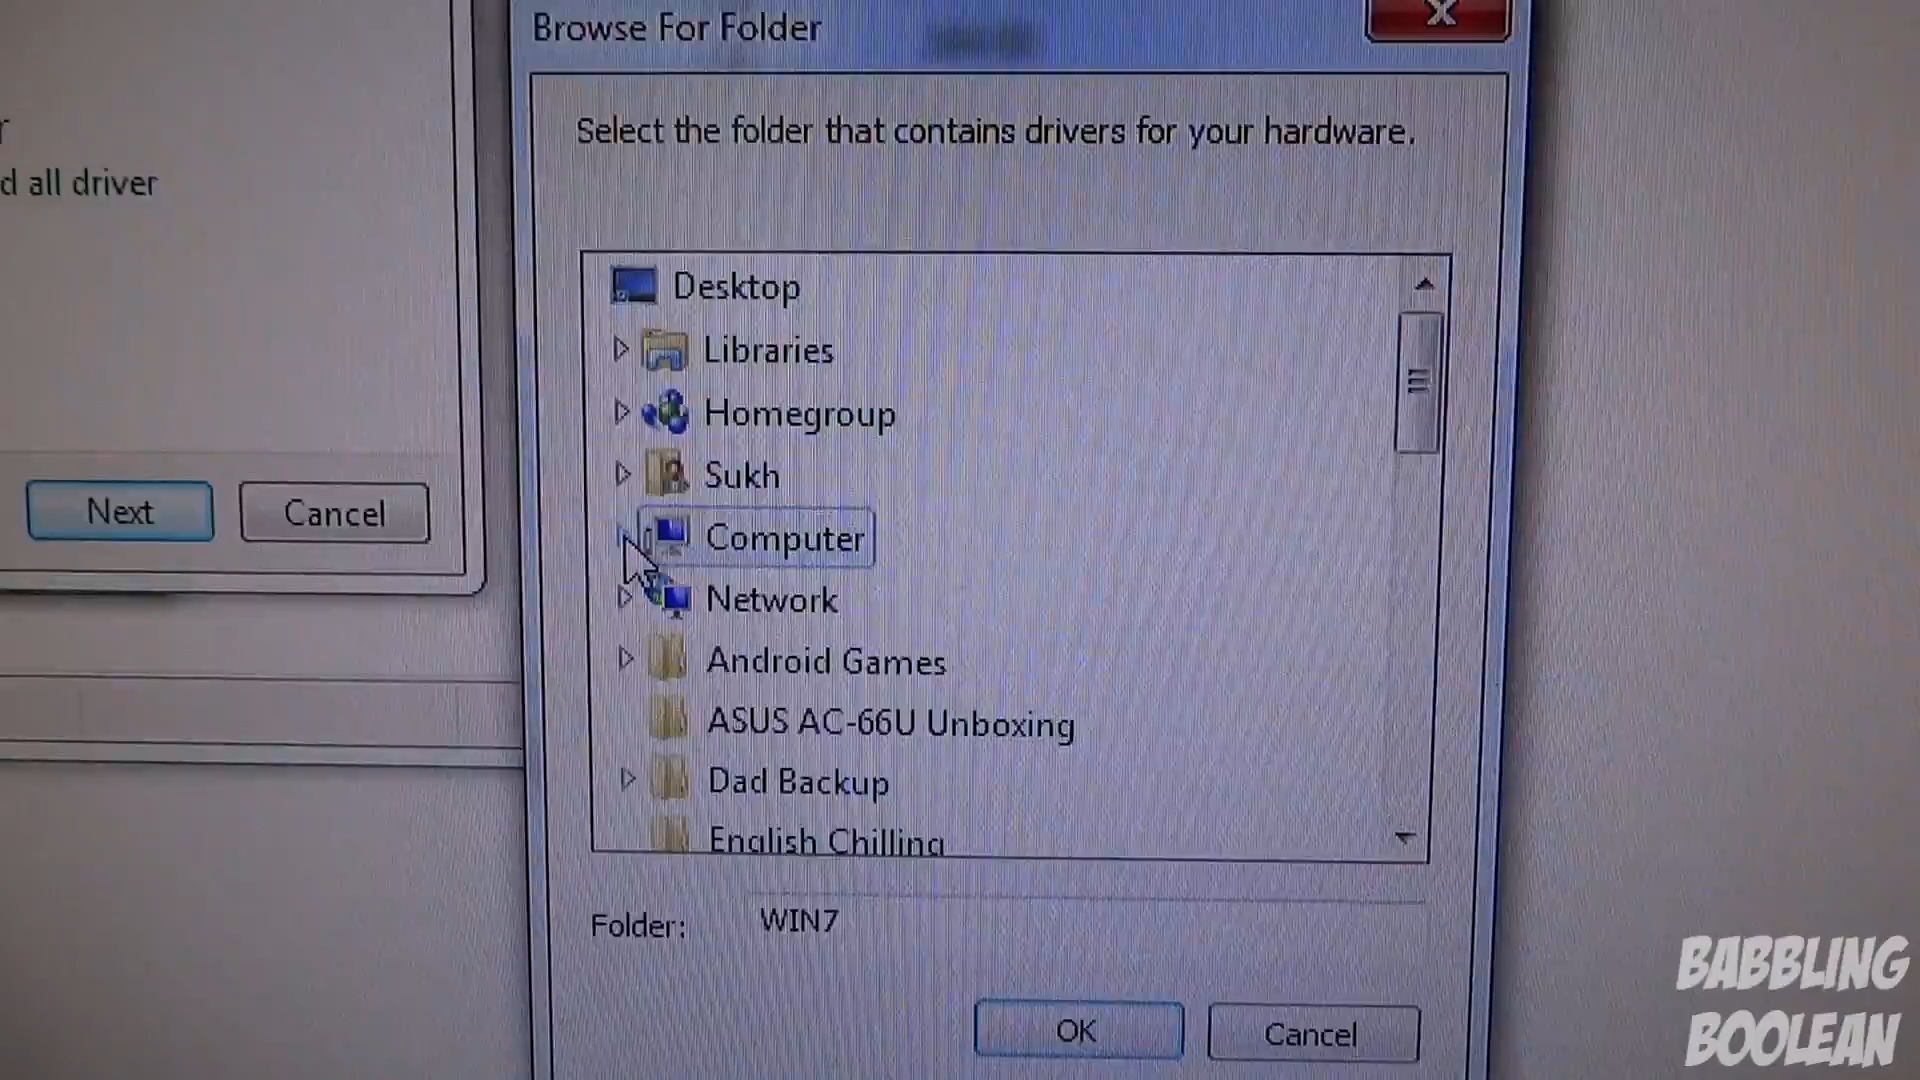 Browse For Folder
Select the folder that contains drivers for your hardware.
d all driver
Desktop
Libraries
Homegroup
Sukh
Computer
Network
Android Games
ASUS AC-66U Unboxing
Dad Backup
English Chilling
Next
Cancel
Folder: WIN7
OK
Cancel
BABBLING
BOOLEAN